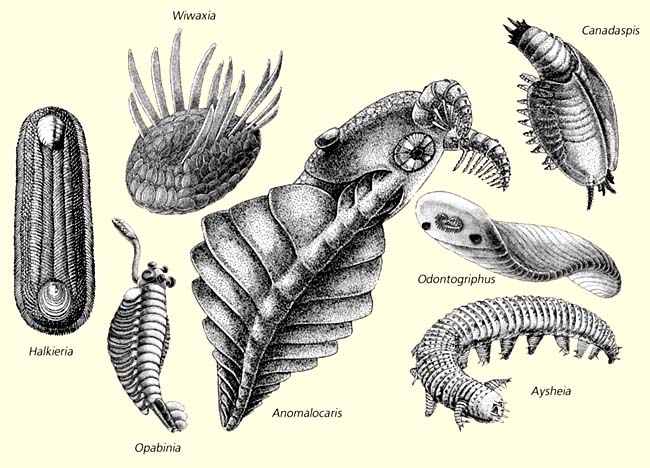 Wiwaxia
Canadaspis
Odontogriphus
Halkieria
Aysheia
Anomalocaris
Opabinia